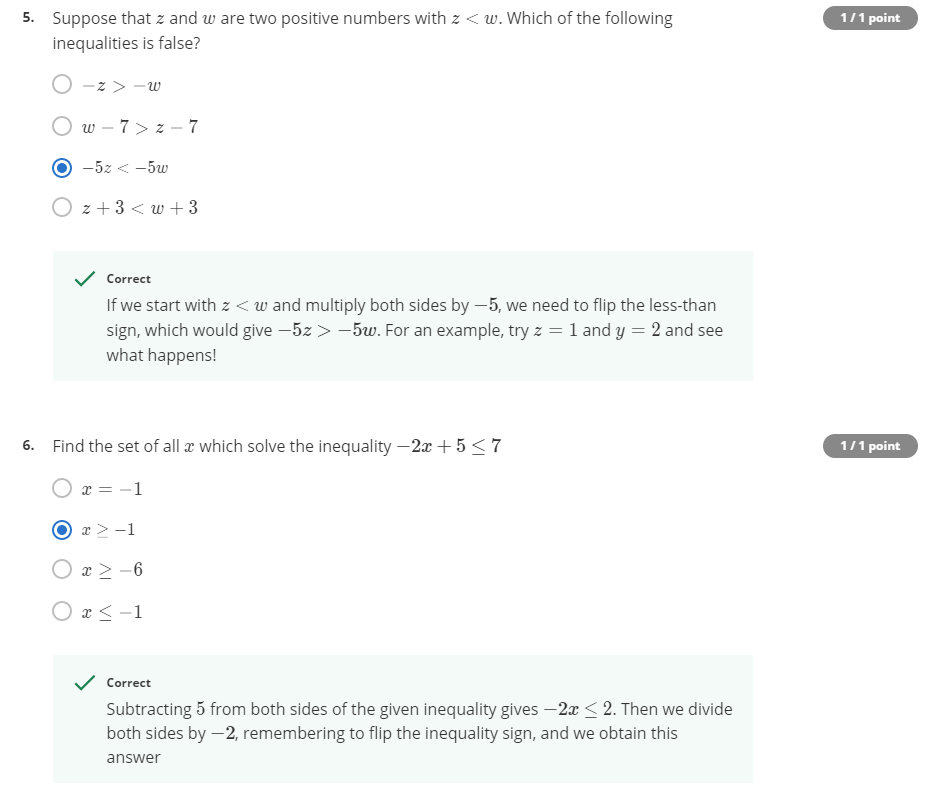 5. Suppose that z and w are two positive numbers with z < w. Which of the following 1 / 1 point
inequalities is false?
−z > −w
w − 7 > z − 7
−5z < −5w
z + 3 < w + 3
Correct
If we start with z < w and multiply both sides by −5, we need to flip the less-than
sign, which would give −5z > −5w. For an example, try z = 1 and y = 2 and see
what happens!
6. Find the set of all x which solve the inequality −2x + 5 ≤ 7 1 / 1 point
x = −1
x ≥ −1
x ≥ −6
x ≤ −1
Correct
Subtracting 5 from both sides of the given inequality gives −2x ≤ 2. Then we divide
both sides by −2, remembering to flip the inequality sign, and we obtain this
answer